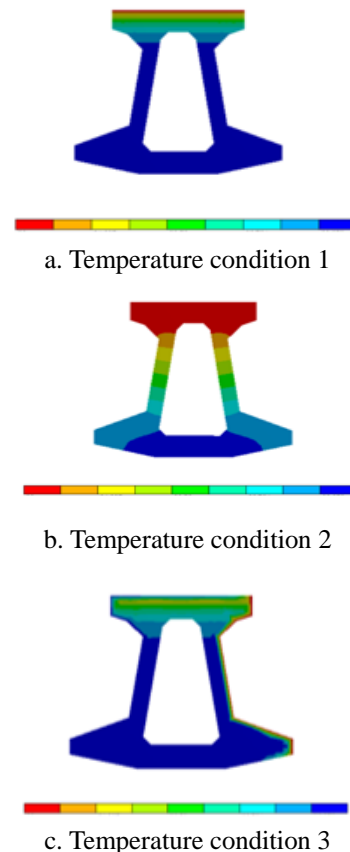 a. Temperature condition 1
b. Temperature condition 2
c. Temperature condition 3